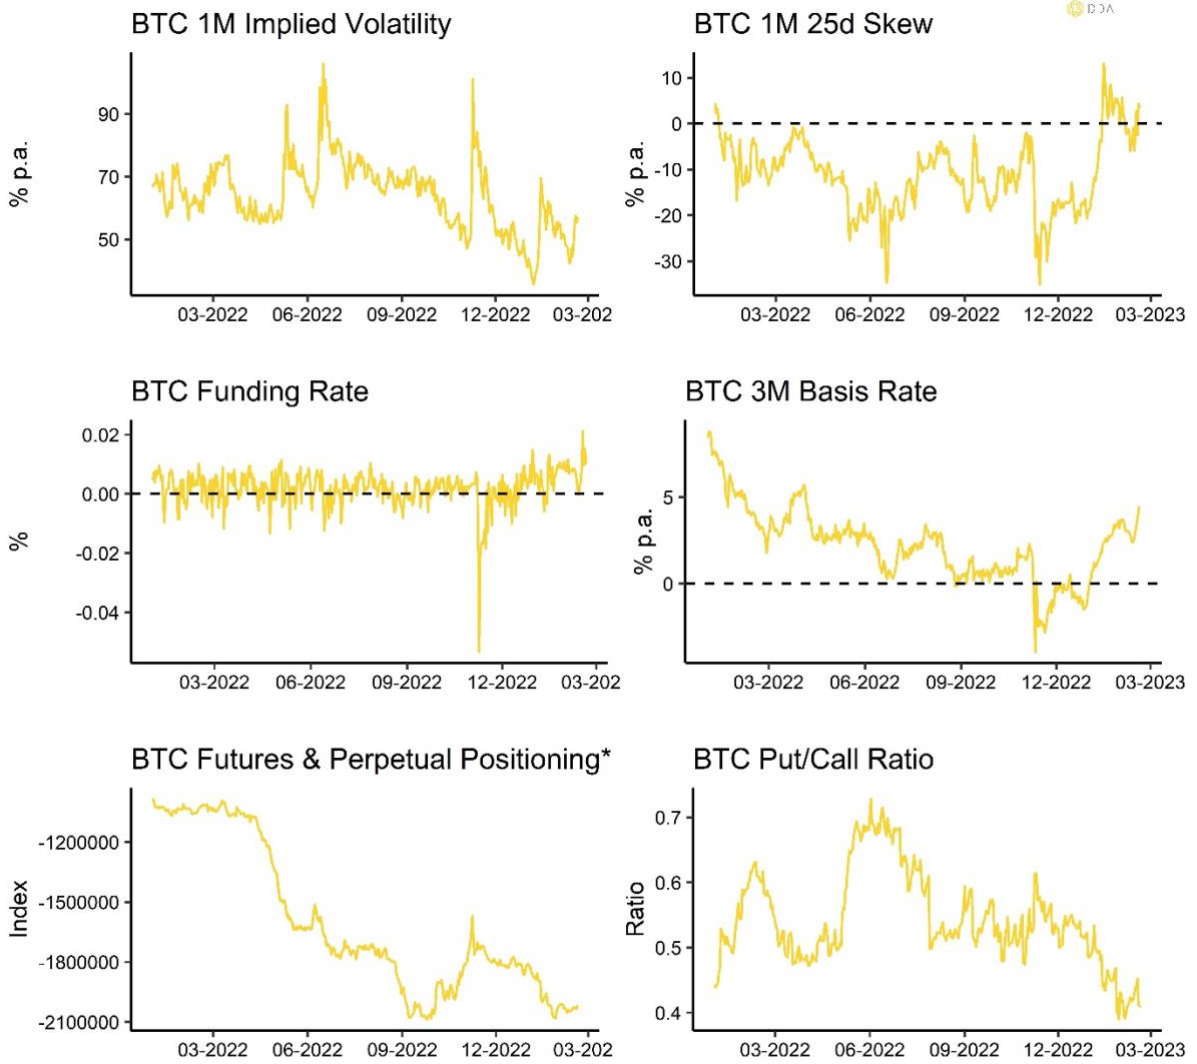 BTC 1M Implied Volatility
% p.a.
90
70
50
03-2022 06-2022 09-2022 12-2022 03-202
BTC 1M 25d Skew
% p.a.
10
0
-10
-20
-30
03-2022 06-2022 09-2022 12-2022 03-2023
BTC Funding Rate
%
0.02
0.00
-0.02
-0.04
03-2022 06-2022 09-2022 12-2022 03-202
BTC 3M Basis Rate
% p.a.
5
0
03-2022 06-2022 09-2022 12-2022 03-2023
BTC Futures & Perpetual Positioning*
Index
-1200000
-1500000
-1800000
-2100000
03-2022 06-2022 09-2022 12-2022 03-202
BTC Put/Call Ratio
Ratio
0.7
0.6
0.5
0.4
03-2022 06-2022 09-2022 12-2022 03-2023